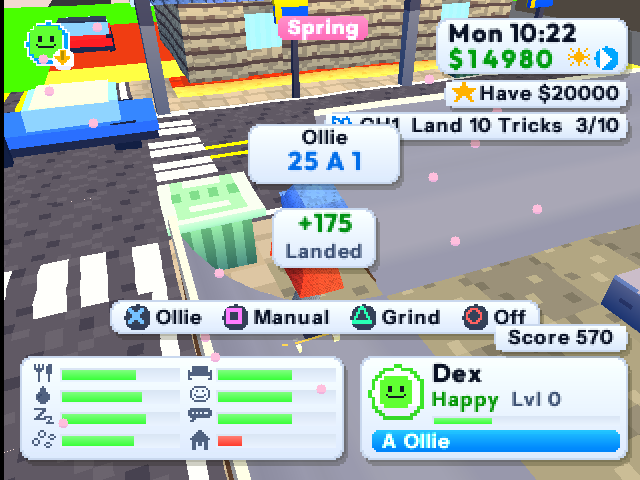 Spring
Mon 10:22
$14980
Have $20000
CH1 Land 10 Tricks 3/10
Ollie
25 A 1
+175
Landed
Ollie Manual Grind Off
Score 570
Dex
Happy Lvl 0
A Ollie